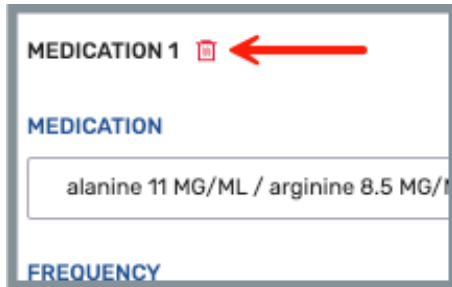 MEDICATION 1
MEDICATION
alanine 11 MG/ML / arginine 8.5 MG/
FREQUENCY